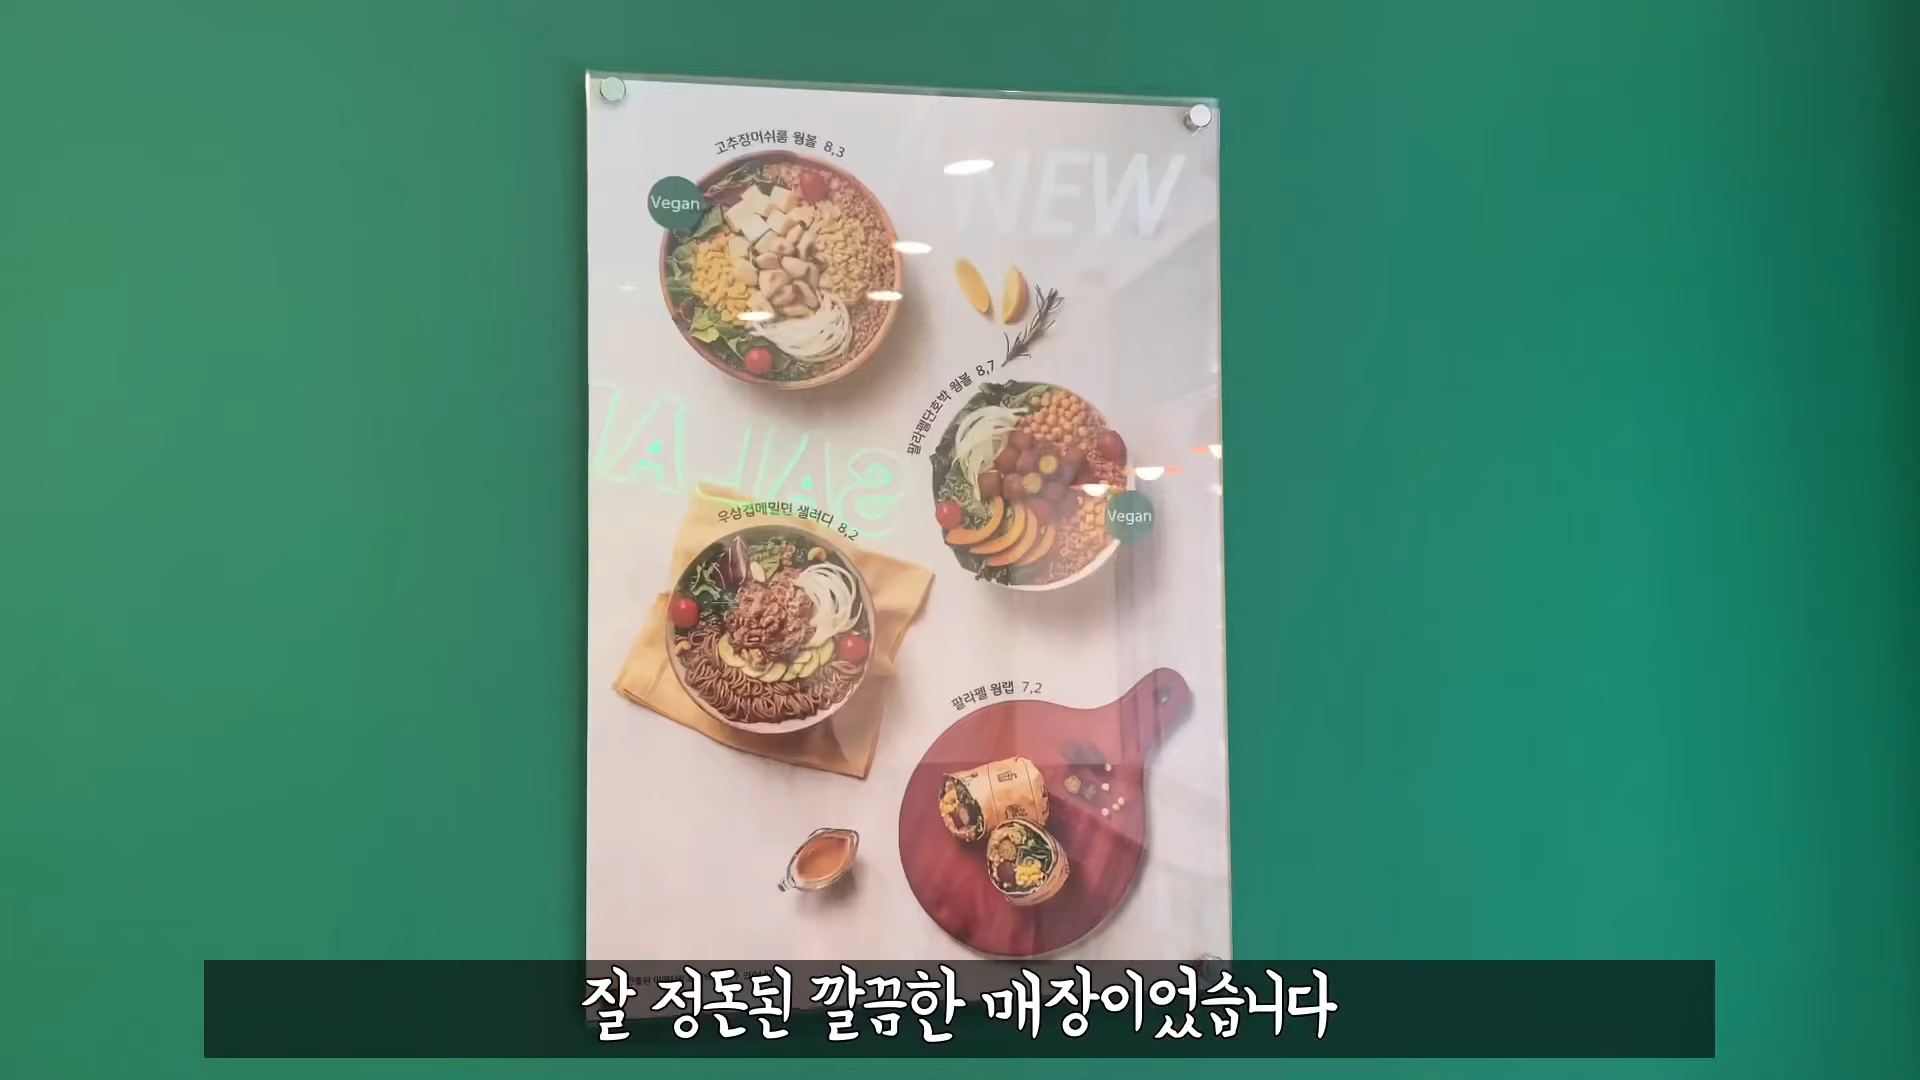 고추장머쉬룸 웜볼 8,3
Vegan
NEW
팔라펠단호박 웜볼 8,7
Vegan
우삼겹메밀면 샐러디 8,2
팔라펠 웜랩 7,2
잘 정돈된 깔끔한 매장이었습니다